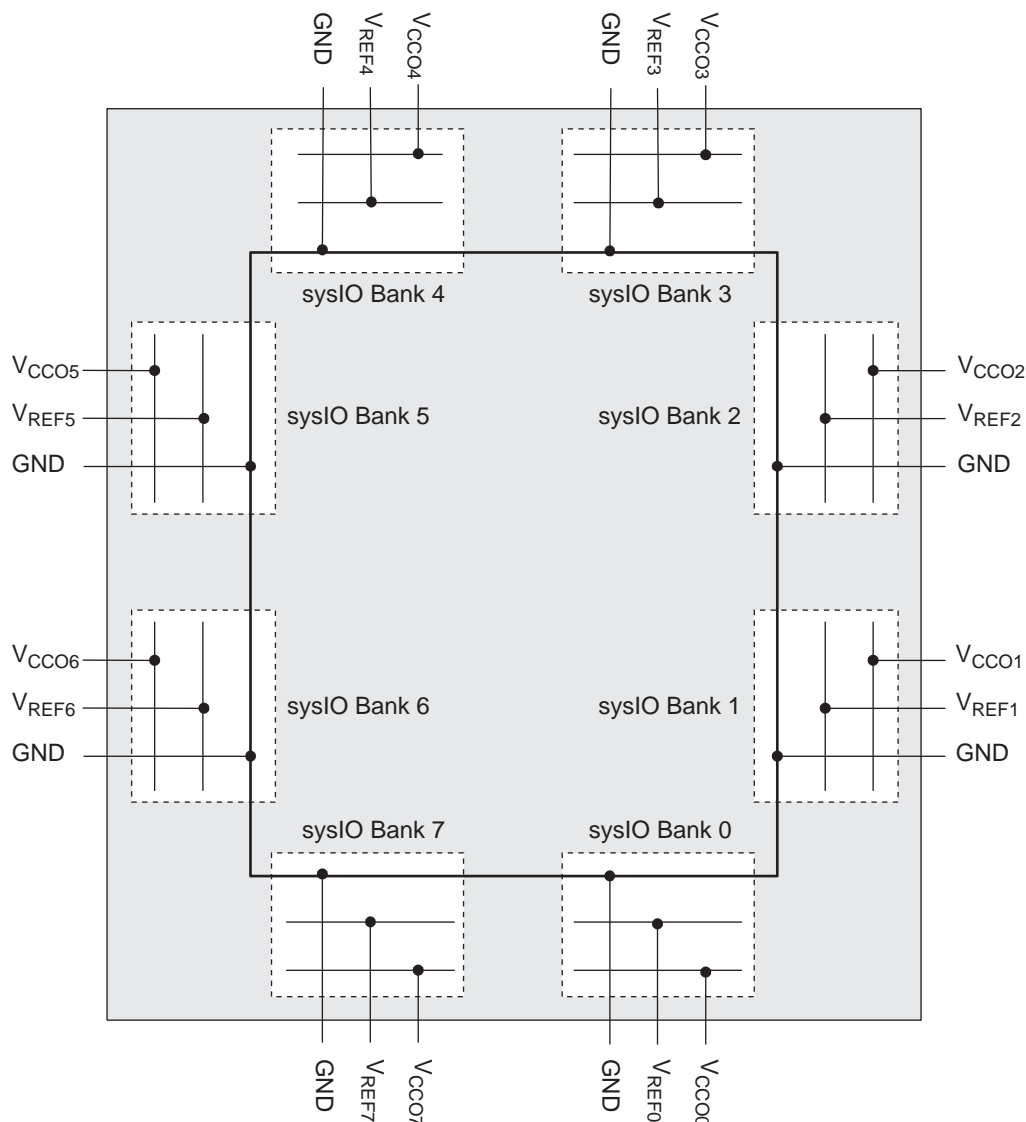 GND
VREF4
VCCO4
GND
VREF3
VCCO3
sysIO Bank 4
sysIO Bank 3
VCCO5
VREF5
GND
sysIO Bank 5
sysIO Bank 2
VCCO2
VREF2
GND
VCCO6
VREF6
GND
sysIO Bank 6
sysIO Bank 1
VCCO1
VREF1
GND
sysIO Bank 7
sysIO Bank 0
GND
VREF7
VCCO7
GND
VREF0
VCCO0